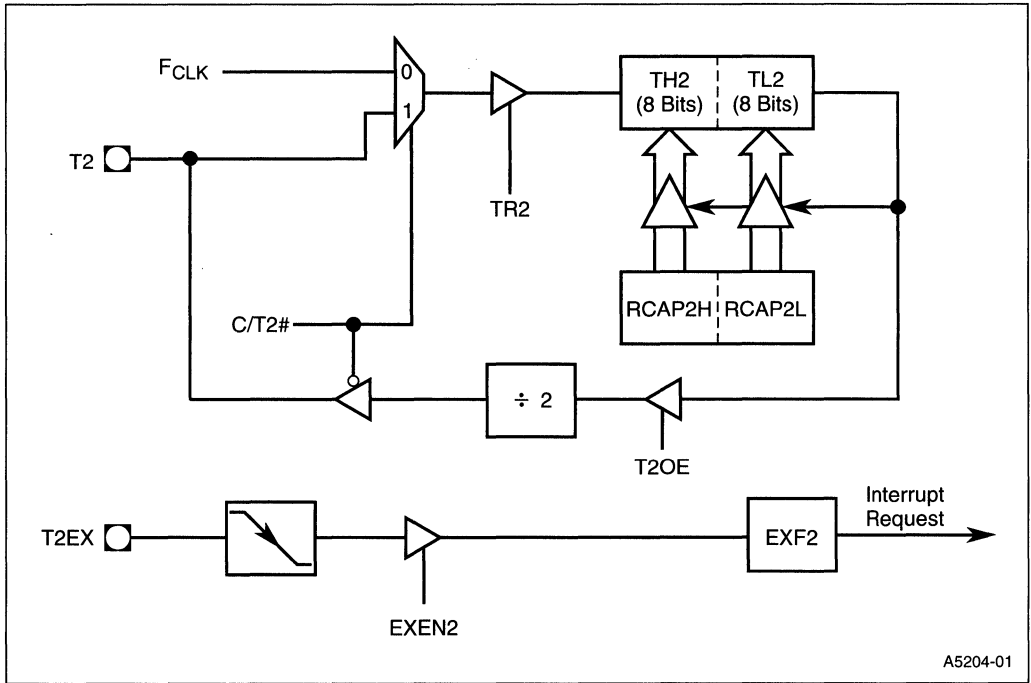 FCLK
0
1
T2
TR2
TH2
(8 Bits)
TL2
(8 Bits)
RCAP2H
RCAP2L
C/T2#
÷ 2
T2OE
T2EX
EXEN2
EXF2
Interrupt
Request
A5204-01